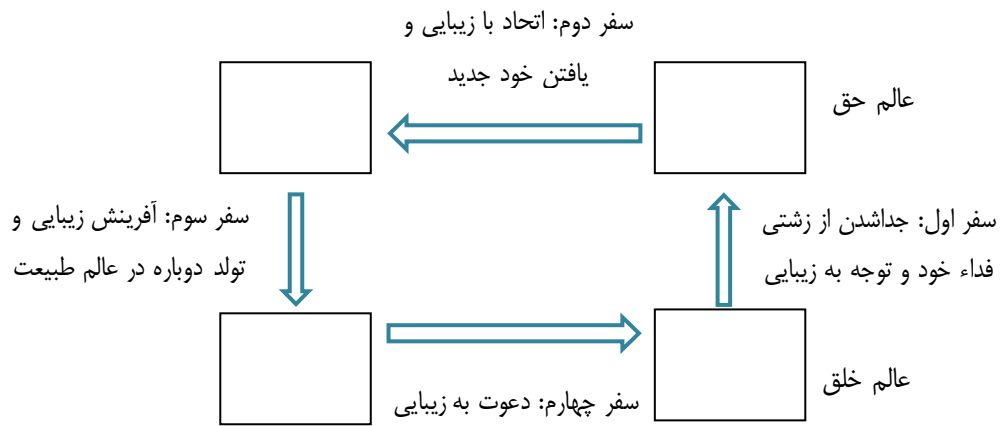 سفر دوم: اتحاد با زیبایی و
یافتن خود جدید
عالم حق
سفر اول: جداشدن از زشتی
فداء خود و توجه به زیبایی
سفر سوم: آفرینش زیبایی و
تولد دوباره در عالم طبیعت
عالم خلق
سفر چهارم: دعوت به زیبایی